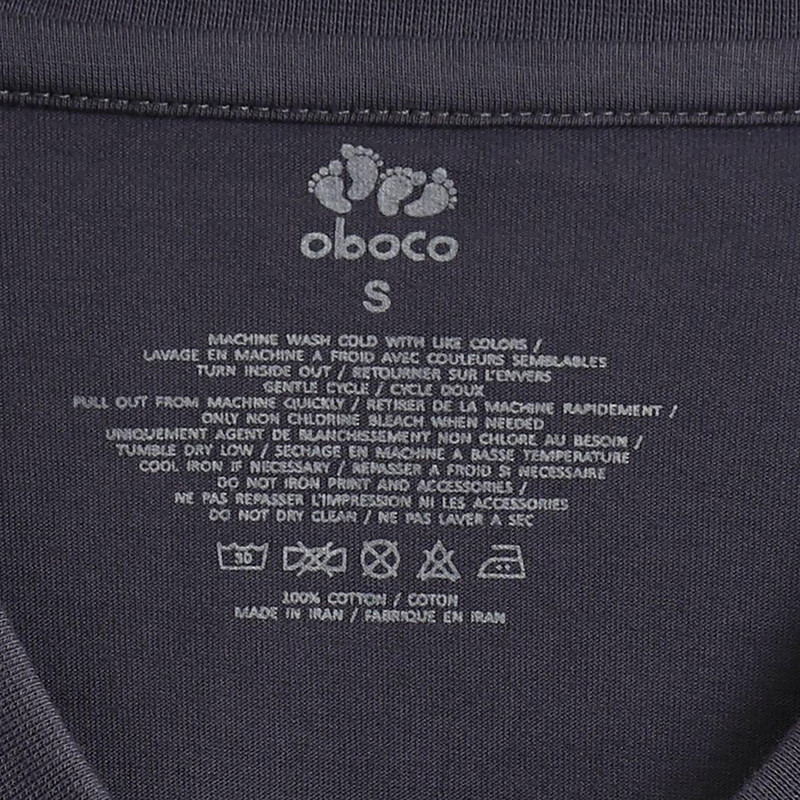 oboco
S
MACHINE WASH COLD WITH LIKE COLORS /
LAVAGE EN MACHINE A FROID AVEC COULEURS SEMBLABLES
TURN INSIDE OUT / RETOURNER SUR L'ENVERS
GENTLE CYCLE / CYCLE DOUX
PULL OUT FROM MACHINE QUICKLY / RETIRER DE LA MACHINE RAPIDEMENT /
ONLY NON CHLORINE BLEACH WHEN NEEDED
UNIQUEMENT AGENT DE BLANCHISSEMENT NON CHLORE AU BESOIN /
TUMBLE DRY LOW / SECHAGE EN MACHINE A BASSE TEMPERATURE
COOL IRON IF NECESSARY / REPASSER A FROID SI NECESSAIRE
DO NOT IRON PRINT AND ACCESSORIES /
NE PAS REPASSER L'IMPRESSION NI LES ACCESSORIES
DO NOT DRY CLEAN / NE PAS LAVER A SEC
30
100% COTTON / COTON
MADE IN IRAN / FABRIQUE EN IRAN